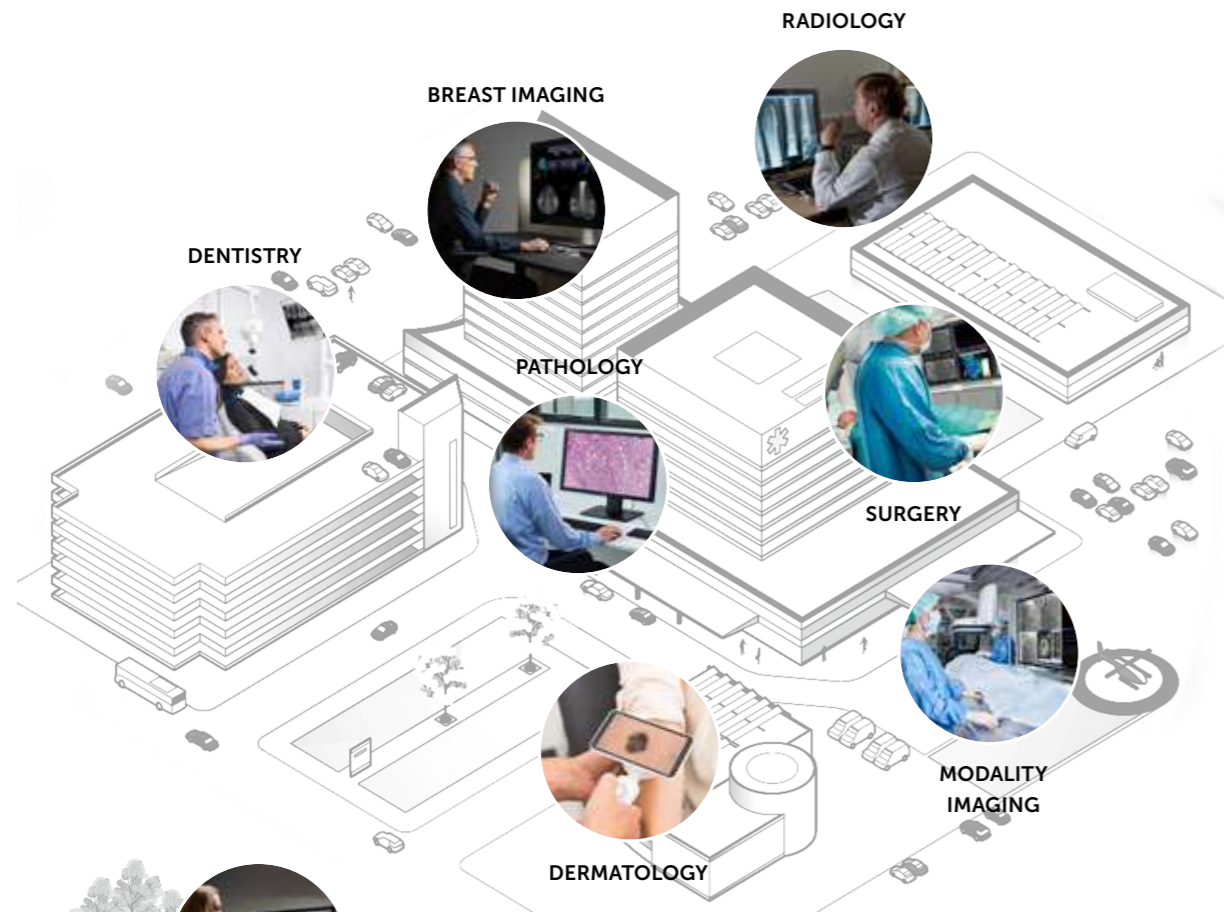 RADIOLOGY
BREAST IMAGING
DENTISTRY
PATHOLOGY
SURGERY
MODALITY
IMAGING
DERMATOLOGY